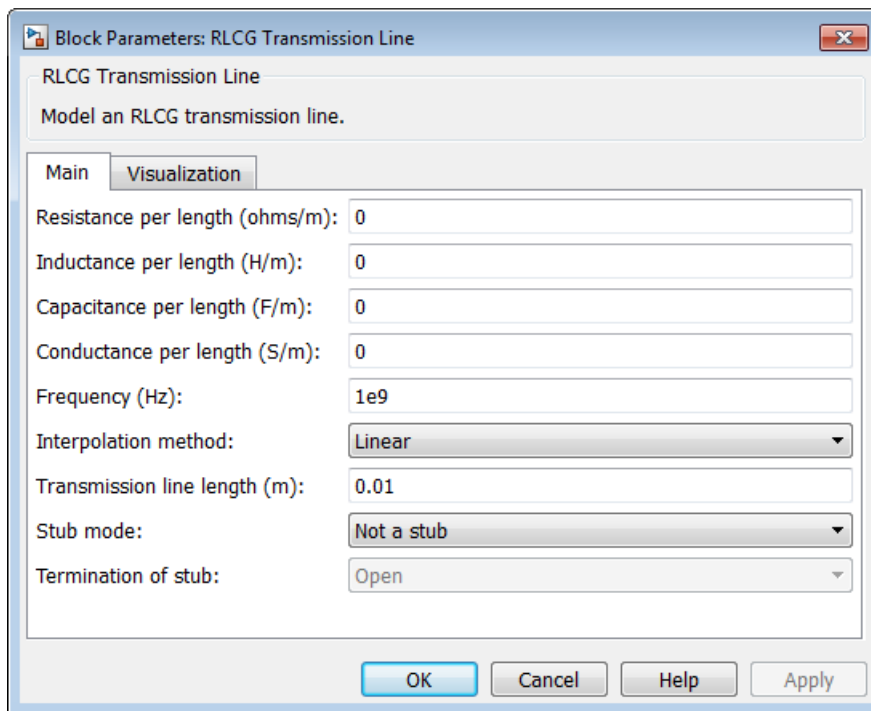 Block Parameters: RLCG Transmission Line
RLCG Transmission Line
Model an RLCG transmission line.
Main Visualization
Resistance per length (ohms/m): 0
Inductance per length (H/m): 0
Capacitance per length (F/m): 0
Conductance per length (S/m): 0
Frequency (Hz): 1e9
Interpolation method: Linear
Transmission line length (m): 0.01
Stub mode: Not a stub
Termination of stub: Open
OK Cancel Help Apply